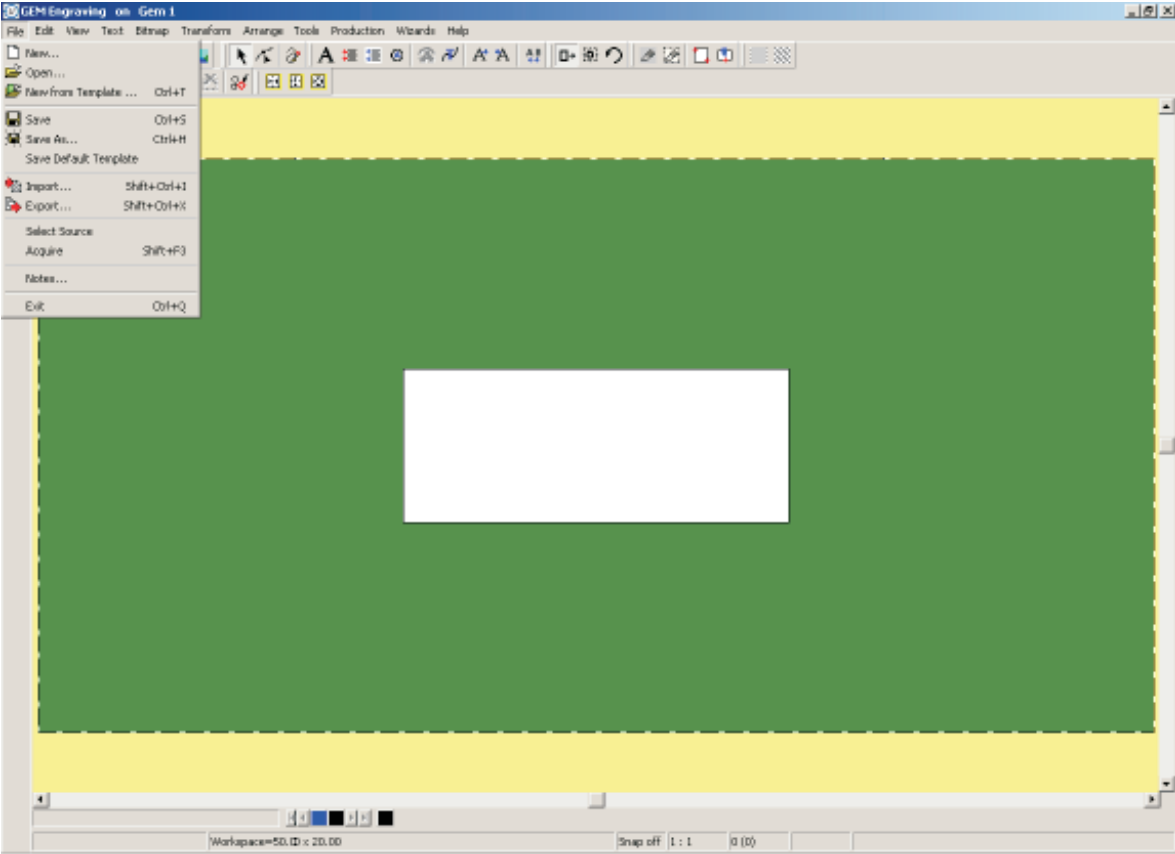 GEM Engraving on Gem 1
File Edit View Text Bitmap Transform Arrange Tools Production Wizards Help
New...
Open...
New from Template ... Ctrl+T
Save Ctrl+S
Save As... Ctrl+H
Save Default Template
Import... Shift+Ctrl+I
Export... Shift+Ctrl+X
Select Source
Acquire Shift+F3
Notes...
Exit Ctrl+Q
Workspace=50.00 x 20.00 Snap off 1 : 1 0 (0)